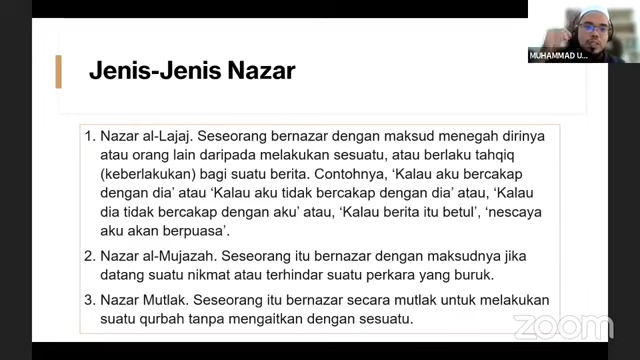 MUHAMMAD U...
Jenis-Jenis Nazar
1. Nazar al-Lajaj. Seseorang bernazar dengan maksud menegah dirinya
atau orang lain daripada melakukan sesuatu, atau berlaku tahqiq
(keberlakukan) bagi suatu berita. Contohnya, ‘Kalau aku bercakap
dengan dia’ atau ‘Kalau aku tidak bercakap dengan dia’ atau, ‘Kalau
dia tidak bercakap dengan aku’ atau, ‘Kalau berita itu betul’, ‘nescaya
aku akan berpuasa’.
2. Nazar al-Mujazah. Seseorang itu bernazar dengan maksudnya jika
datang suatu nikmat atau terhindar suatu perkara yang buruk.
3. Nazar Mutlak. Seseorang itu bernazar secara mutlak untuk melakukan
suatu qurbah tanpa mengaitkan dengan sesuatu.
zoom